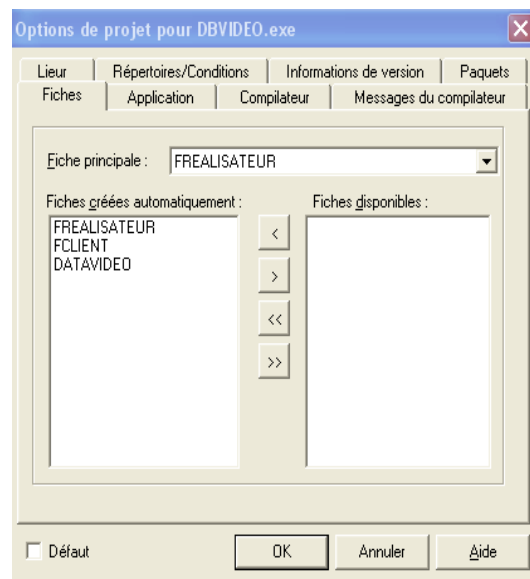 Options de projet pour DBVIDEO.exe
Lieur Répertoires/Conditions Informations de version Paquets
Fiches Application Compilateur Messages du compilateur
Fiche principale : FREALISATEUR
Fiches créées automatiquement : Fiches disponibles :
FREALISATEUR
FCLIENT
DATAVIDEO
<
>
<<
>>
Défaut OK Annuler Aide